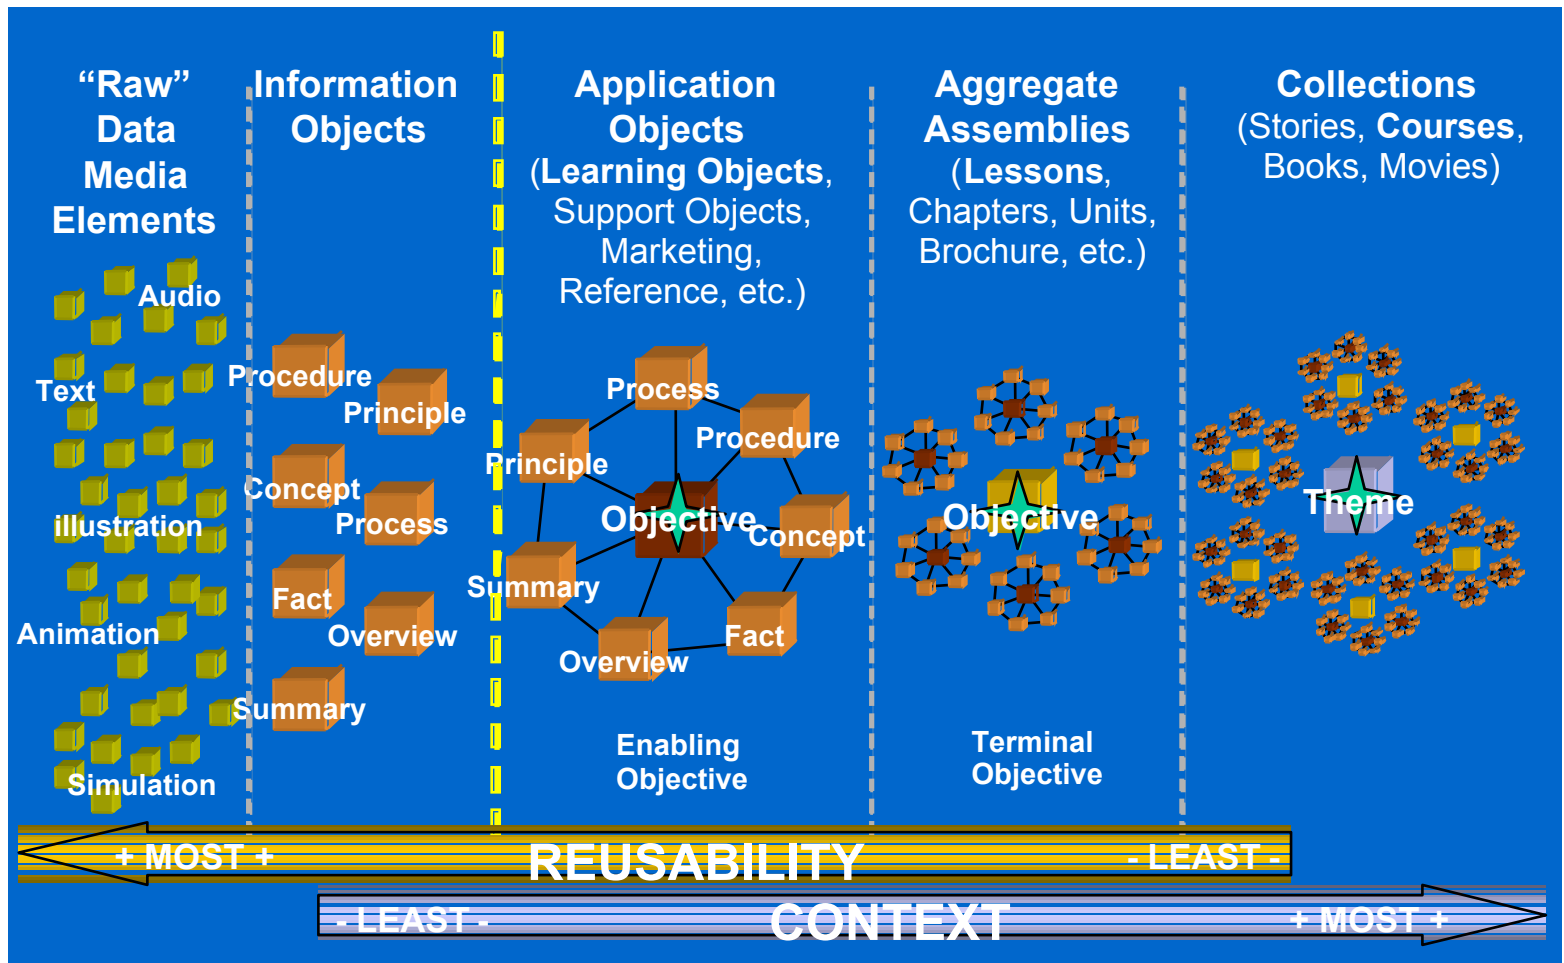 “Raw”
Data
Media
Elements
Audio
Text
illustration
Animation
Simulation
Information
Objects
Procedure
Principle
Concept
Process
Fact
Overview
Summary
Application
Objects
(Learning Objects,
Support Objects,
Marketing,
Reference, etc.)
Process
Procedure
Principle
Objective
Concept
Summary
Fact
Overview
Enabling
Objective
Aggregate
Assemblies
(Lessons,
Chapters, Units,
Brochure, etc.)
Objective
Terminal
Objective
Collections
(Stories, Courses,
Books, Movies)
Theme
+ MOST + REUSABILITY - LEAST -
- LEAST - CONTEXT + MOST +